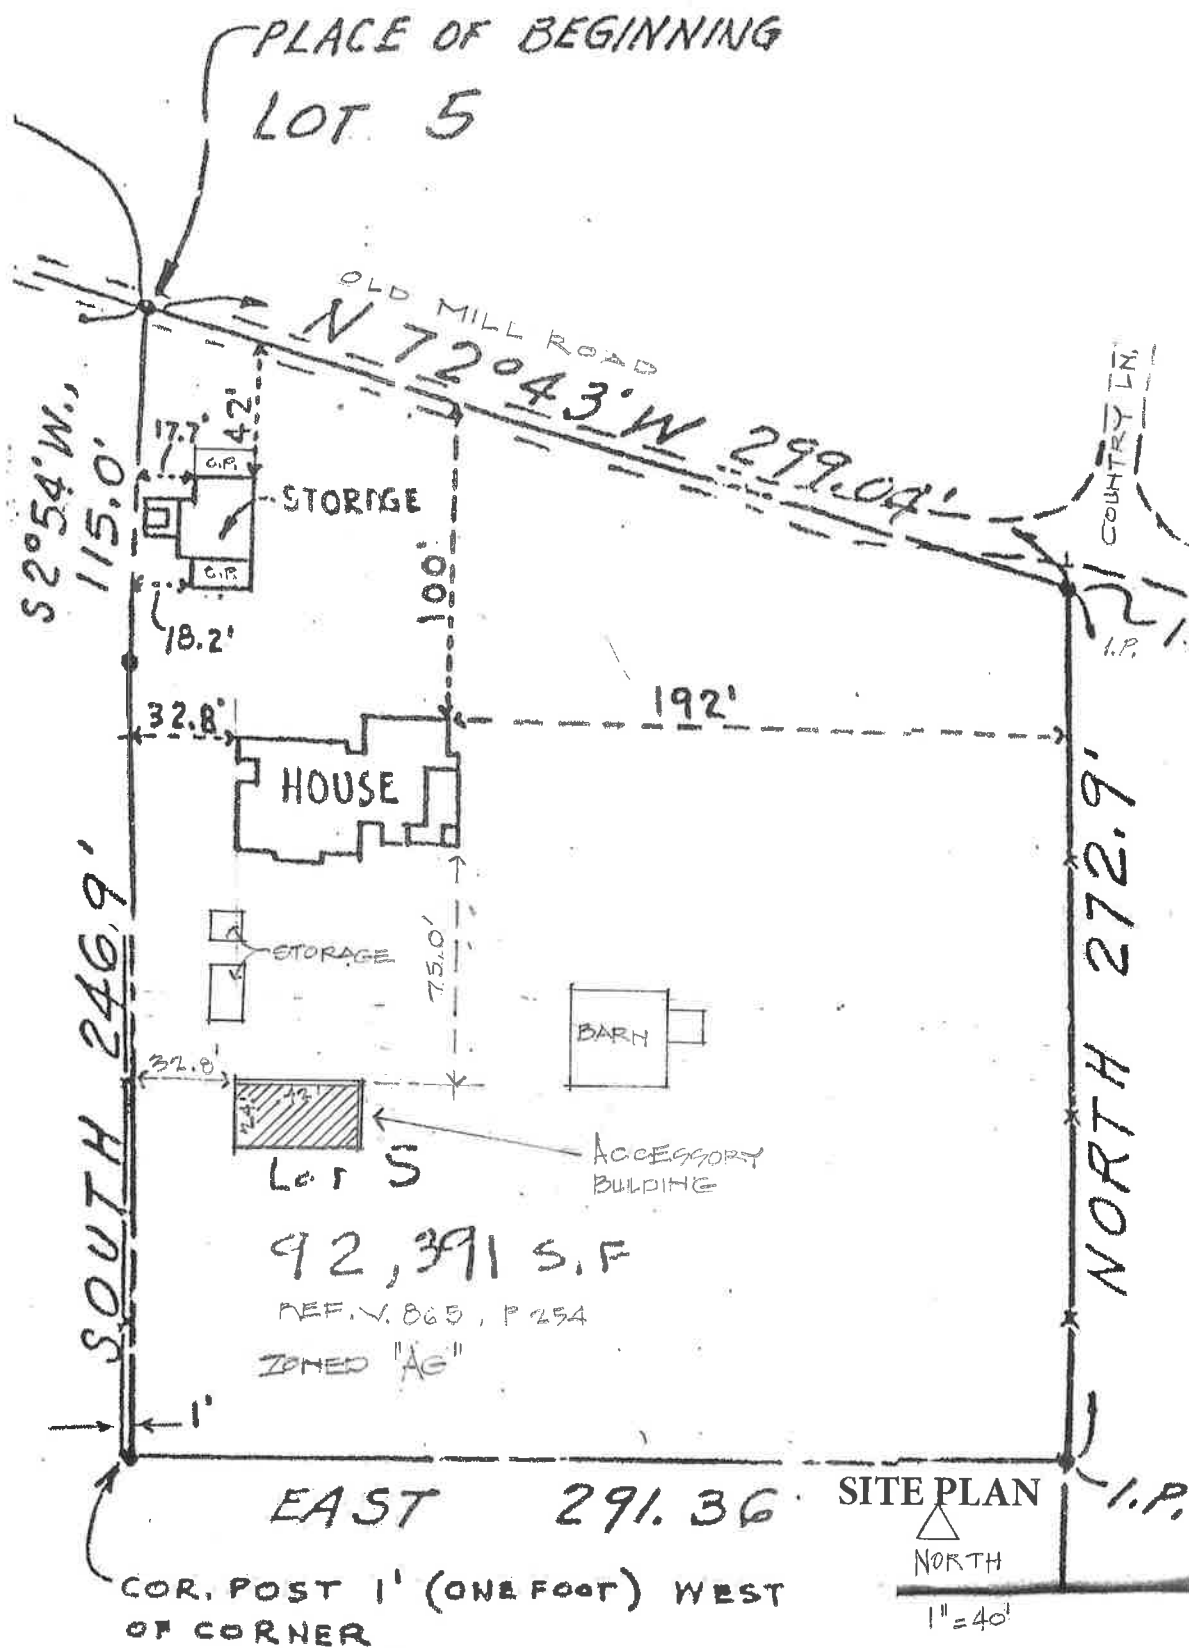 PLACE OF BEGINNING
LOT 5
OLD MILL ROAD
N 72°43'W 299.04'
COUNTRY LN.
S 2°54'W.,
115.0'
17.7'
42'
C.P.
STORAGE
C.P.
18.2'
100'
I.P.
32.8'
192'
HOUSE
SOUTH 246.9'
NORTH 272.9'
STORAGE
75.0'
BARN
32.8'
24'
42'
ACCESSORY
BUILDING
Lot 5
92,391 S.F
REF. V. 865, P 254
ZONED "AG"
1'
EAST 291.36
SITE PLAN
I.P.
NORTH
1"=40'
COR. POST 1' (ONE FOOT) WEST
OF CORNER